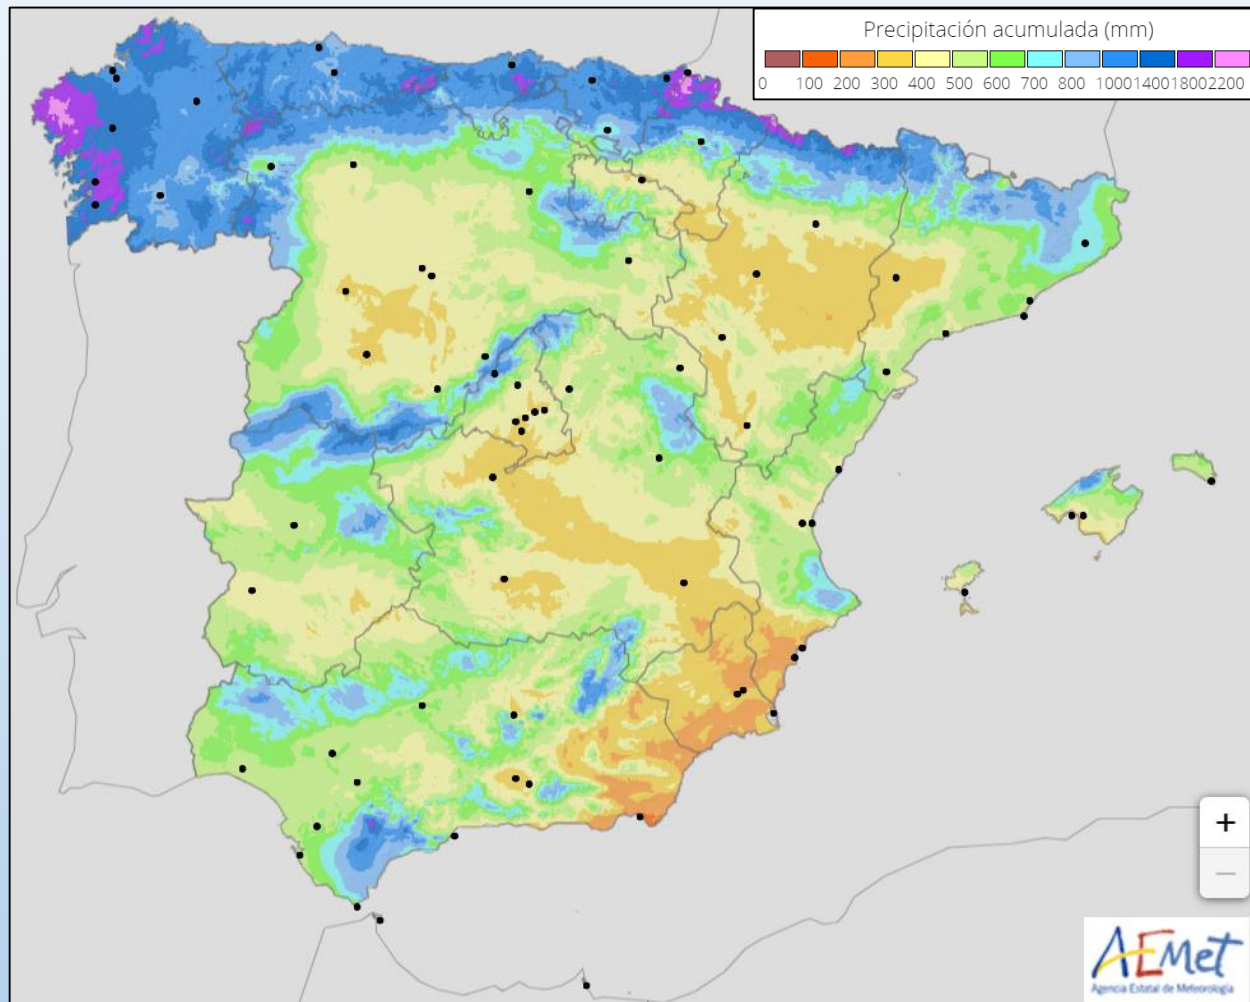 Precipitación acumulada (mm)
0 100 200 300 400 500 600 700 800 1000 1400 1800 2200
+
−
AEMet
Agencia Estatal de Meteorología